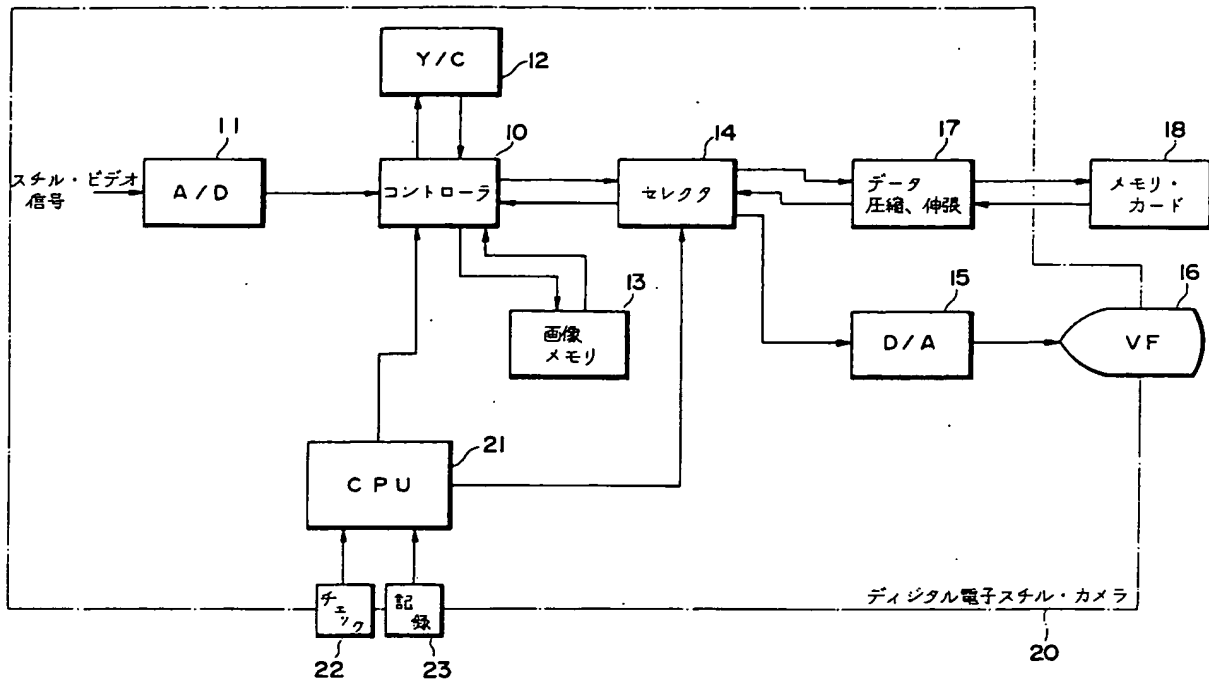 Y/C
12
11
10
14
17
18
スチル・ビデオ
信号
A/D
コントローラ
セレクタ
データ
圧縮、伸張
メモリ・
カード
13
画像
メモリ
15
D/A
16
VF
21
CPU
チェック
22
記録
23
ディジタル電子スチル・カメラ
20